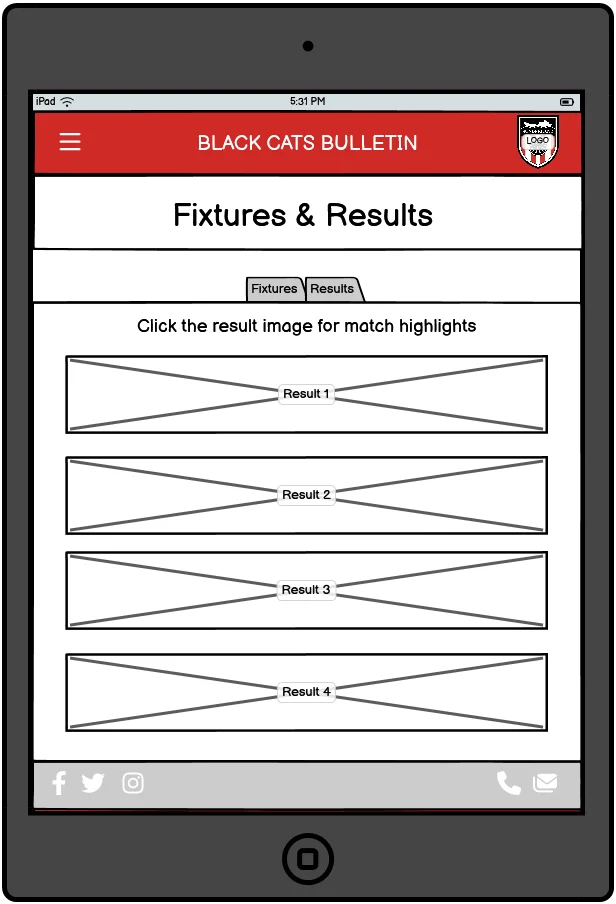 iPad 5:31 PM
BLACK CATS BULLETIN
LOGO
Fixtures & Results
Fixtures Results
Click the result image for match highlights
Result 1
Result 2
Result 3
Result 4